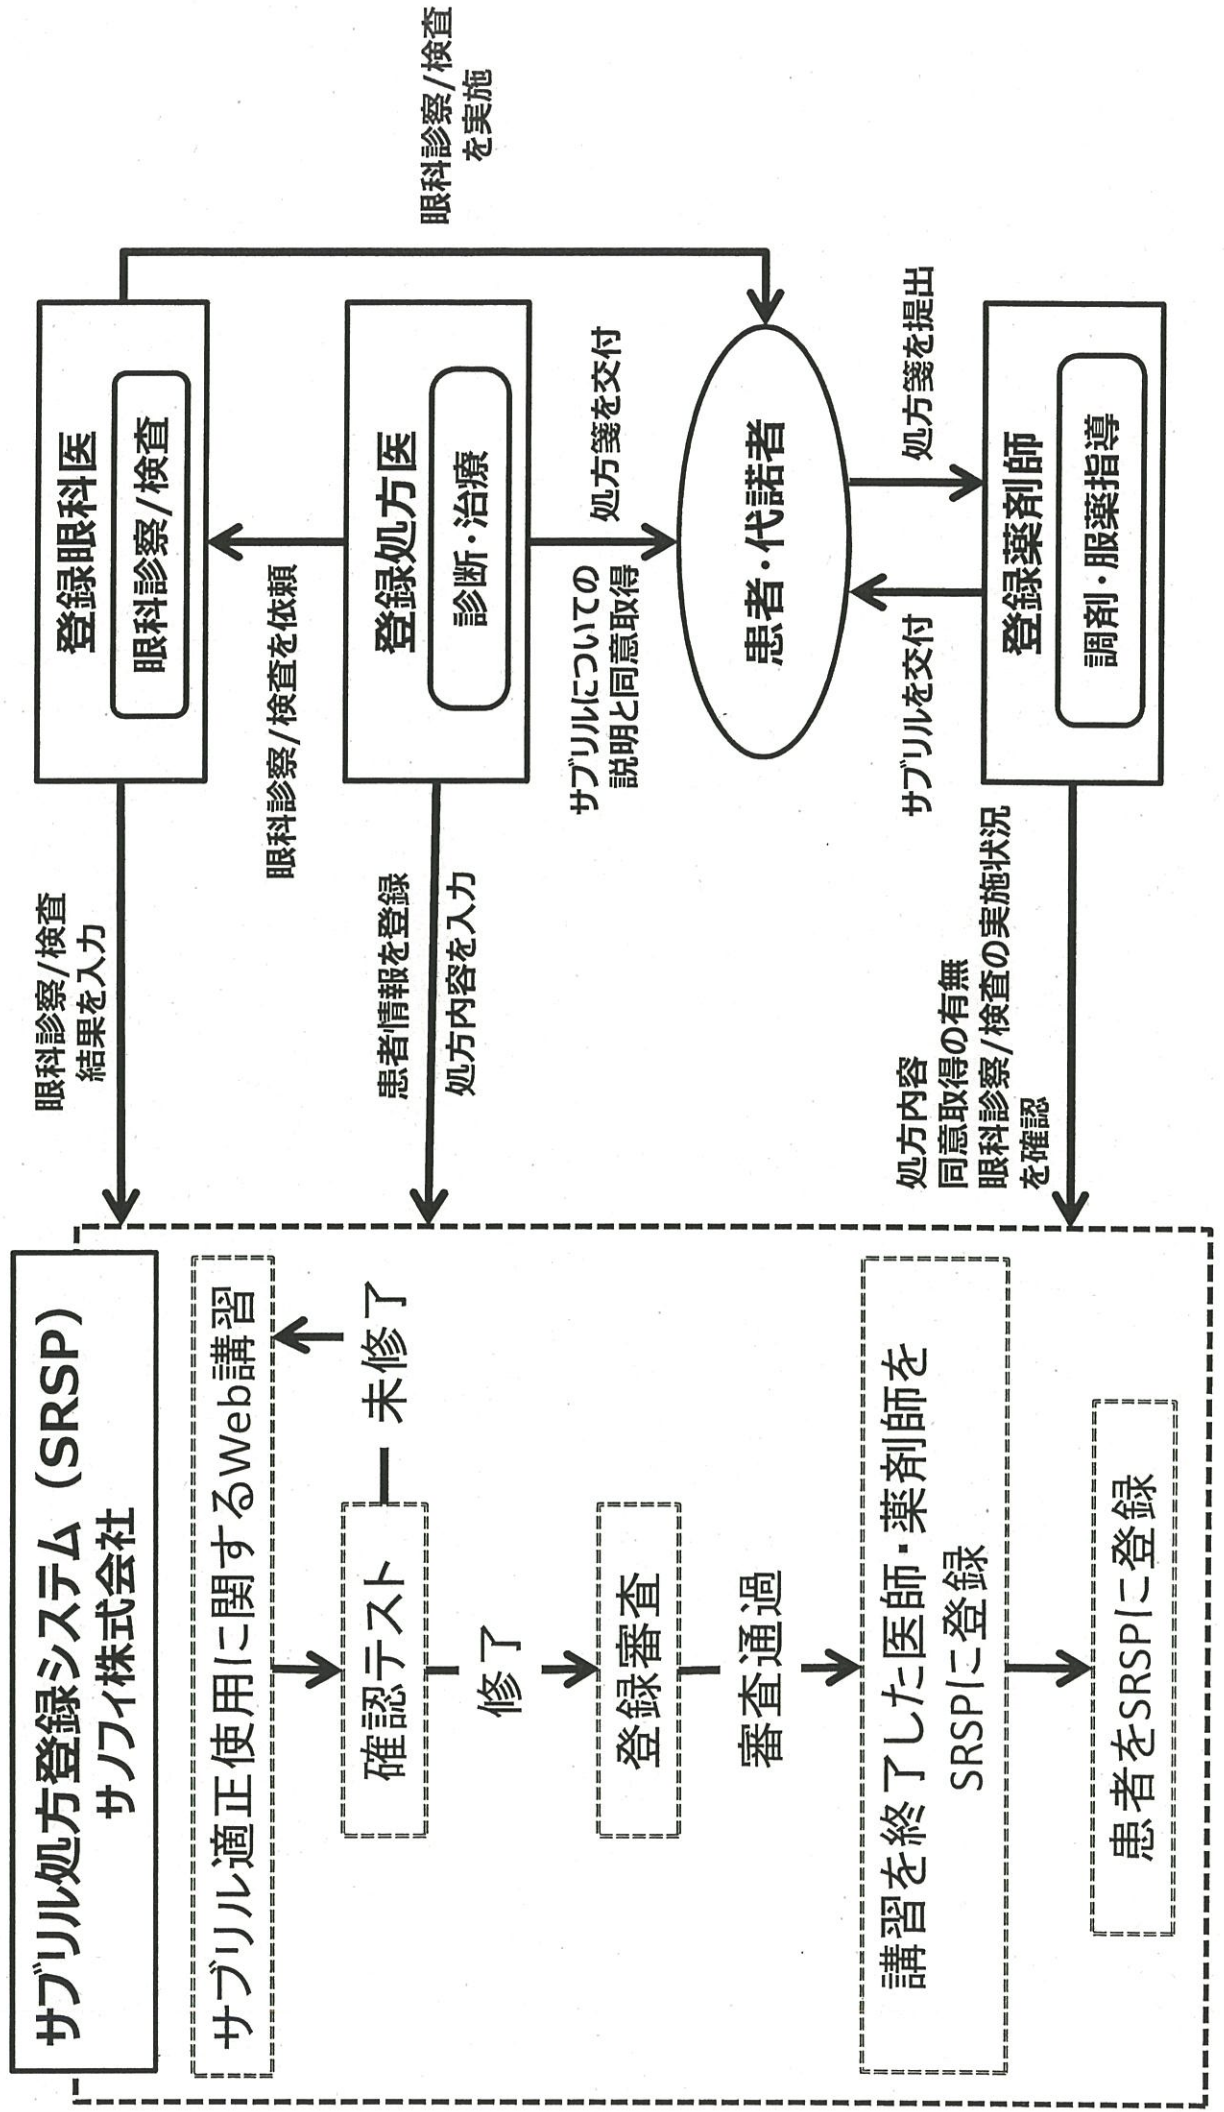 サブリル処方登録システム（SRSP）
サノフィ株式会社
サブリル適正使用に関するWeb講習
確認テスト
未修了
修了
登録審査
審査通過
講習を終了した医師・薬剤師を
SRSPに登録
患者をSRSPに登録
眼科診察/検査
結果を入力
患者情報を登録
処方内容を入力
処方内容
同意取得の有無
眼科診察/検査の実施状況
を確認
登録眼科医
眼科診察/検査
眼科診察/検査を依頼
登録処方医
診断・治療
サブリルについての
説明と同意取得
処方箋を交付
患者・代諾者
サブリルを交付
処方箋を提出
登録薬剤師
調剤・服薬指導
眼科診察/検査
を実施